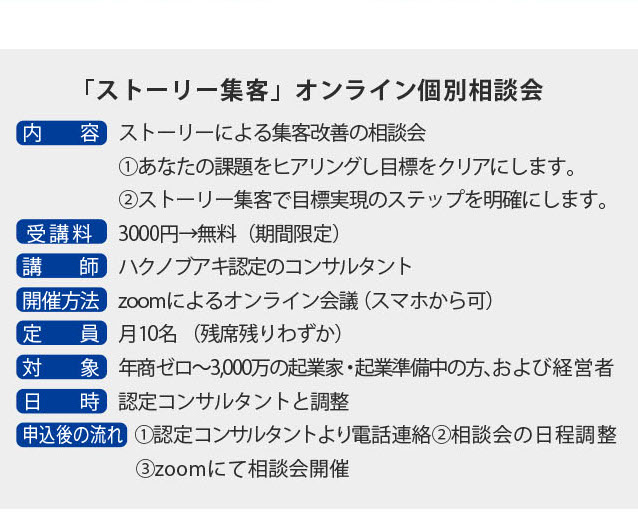 「ストーリー集客」オンライン個別相談会
内　容 ストーリーによる集客改善の相談会
①あなたの課題をヒアリングし目標をクリアにします。
②ストーリー集客で目標実現のステップを明確にします。
受講料 3000円→無料（期間限定）
講　師 ハクノブアキ認定のコンサルタント
開催方法 zoomによるオンライン会議（スマホから可）
定　員 月10名（残席残りわずか）
対　象 年商ゼロ〜3,000万の起業家・起業準備中の方、および経営者
日　時 認定コンサルタントと調整
申込後の流れ ①認定コンサルタントより電話連絡②相談会の日程調整
③zoomにて相談会開催